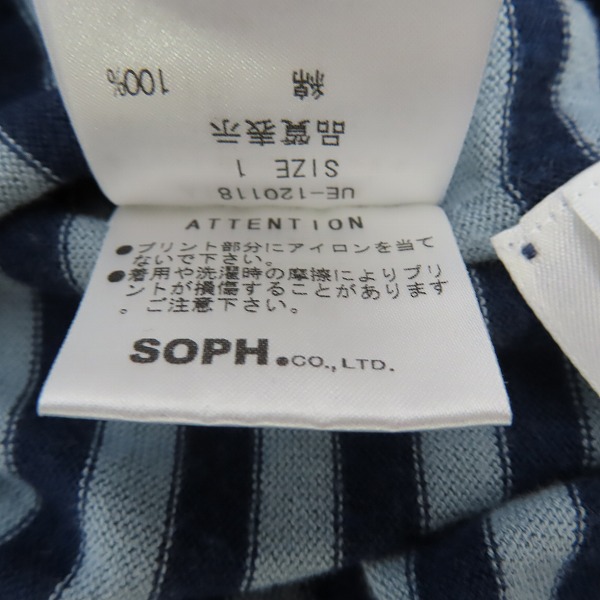 UE-120118
SIZE 1
品質表示
綿 100%
ATTENTION
●プリント部分にアイロンを当て
ないで下さい。
●着用や洗濯時の摩擦によりプリ
ントが損傷することがあります
。ご注意下さい。
SOPH.CO.,LTD.